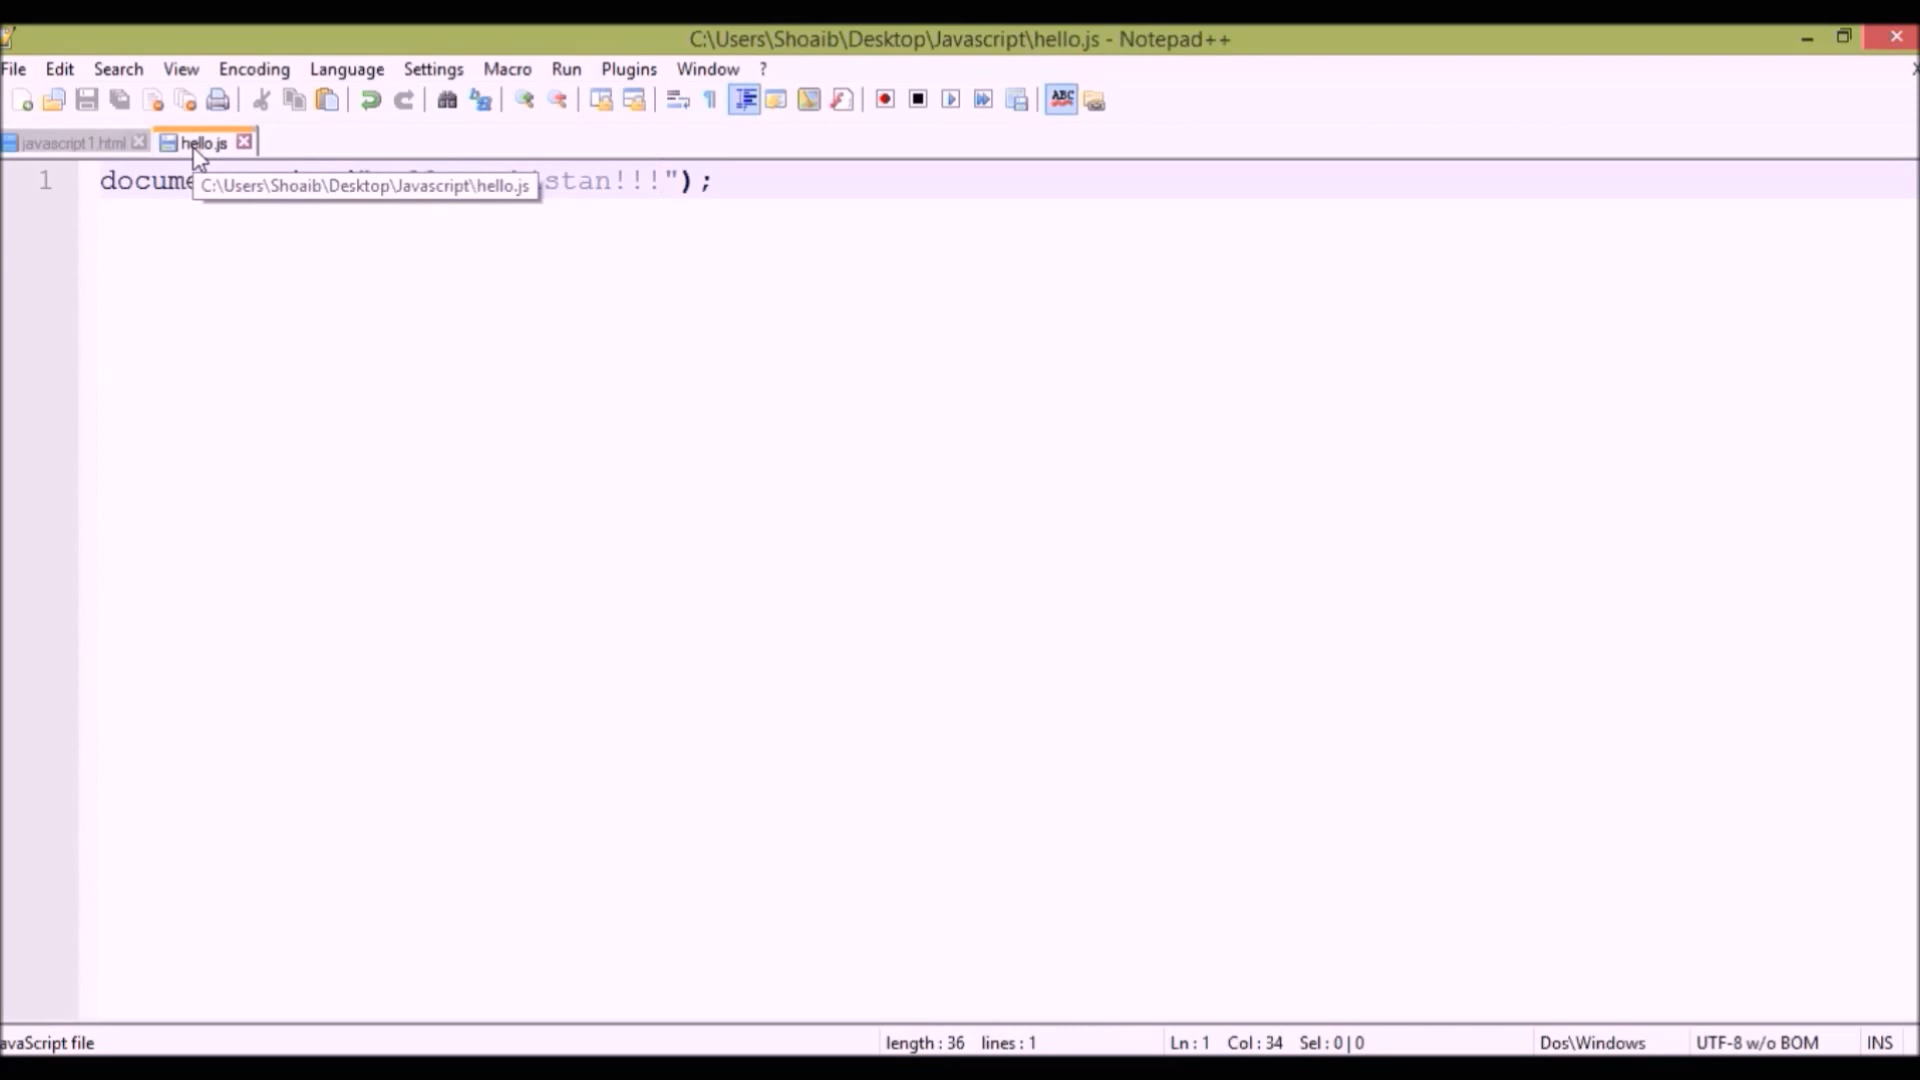 C:\Users\Shoaib\Desktop\Javascript\hello.js - Notepad++
File Edit Search View Encoding Language Settings Macro Run Plugins Window ?
ABC
javascript1.html hello.js
1 docume stan!!!");
C:\Users\Shoaib\Desktop\Javascript\hello.js
avaScript file length : 36 lines : 1 Ln : 1 Col : 34 Sel : 0 | 0 Dos\Windows UTF-8 w/o BOM INS